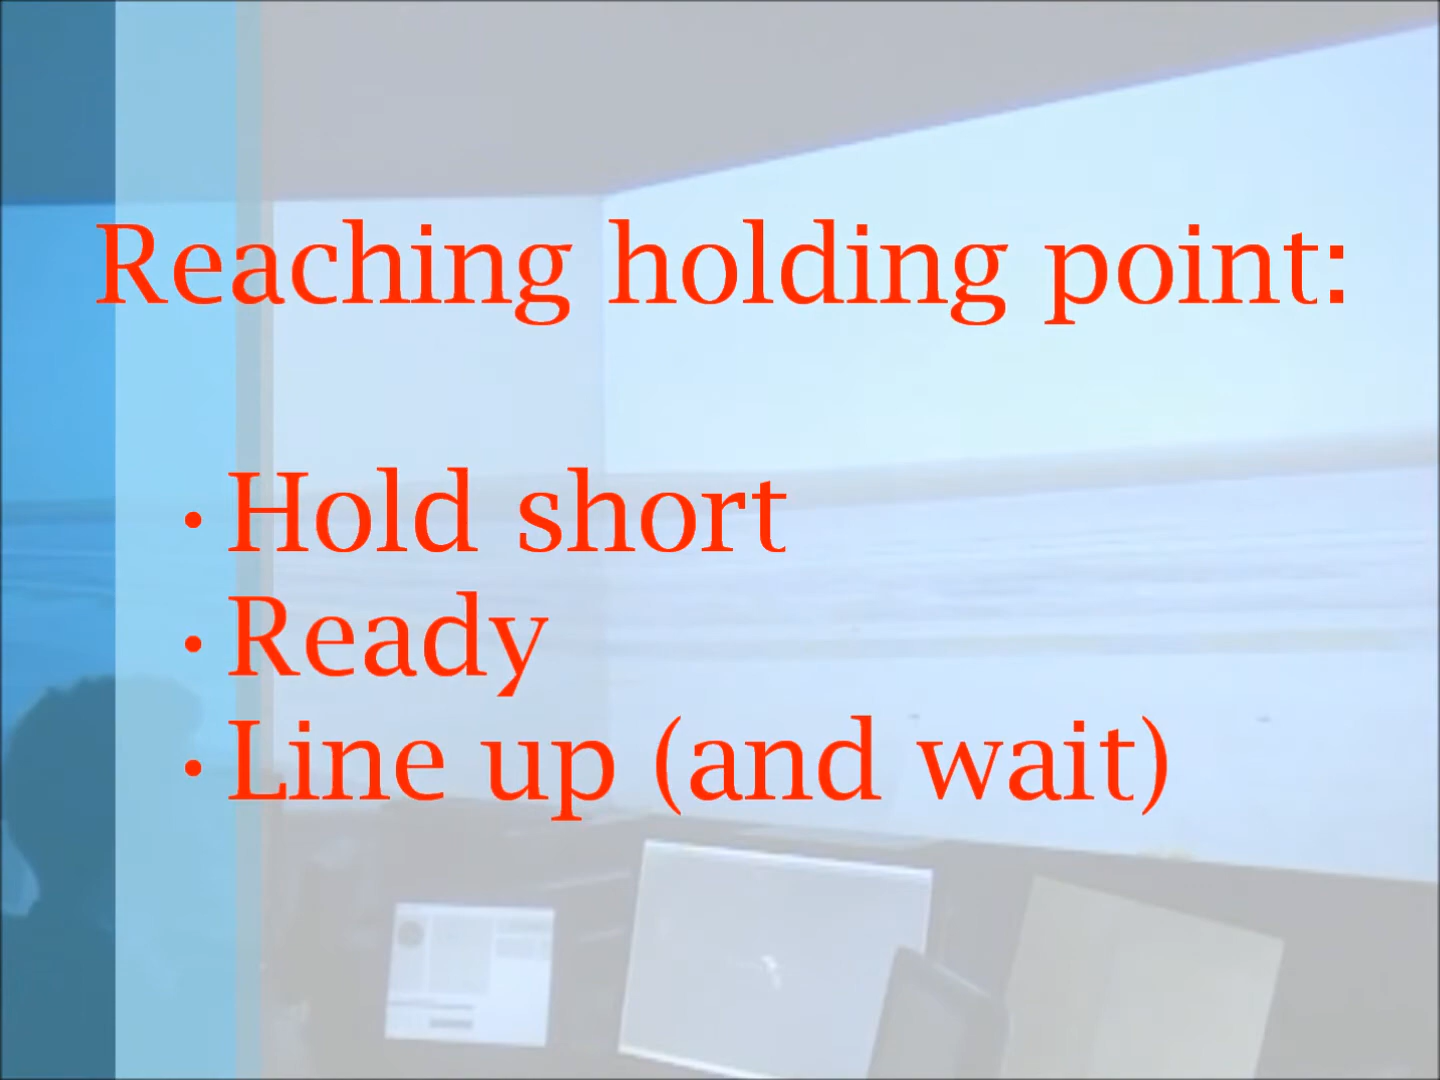 Reaching holding point:
• Hold short
• Ready
• Line up (and wait)